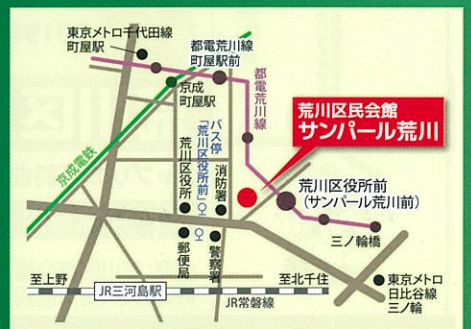 東京メトロ千代田線
町屋駅
都電荒川線
町屋駅前
京成
町屋駅
都電荒川線
荒川区民会館
サンパール荒川
京成電鉄
バス停
「荒川区役所前」
荒川区役所
消防署
荒川区役所前
(サンパール荒川前)
郵便局
警察署
三ノ輪橋
至上野
JR三河島駅
至北千住
JR常磐線
東京メトロ
日比谷線
三ノ輪